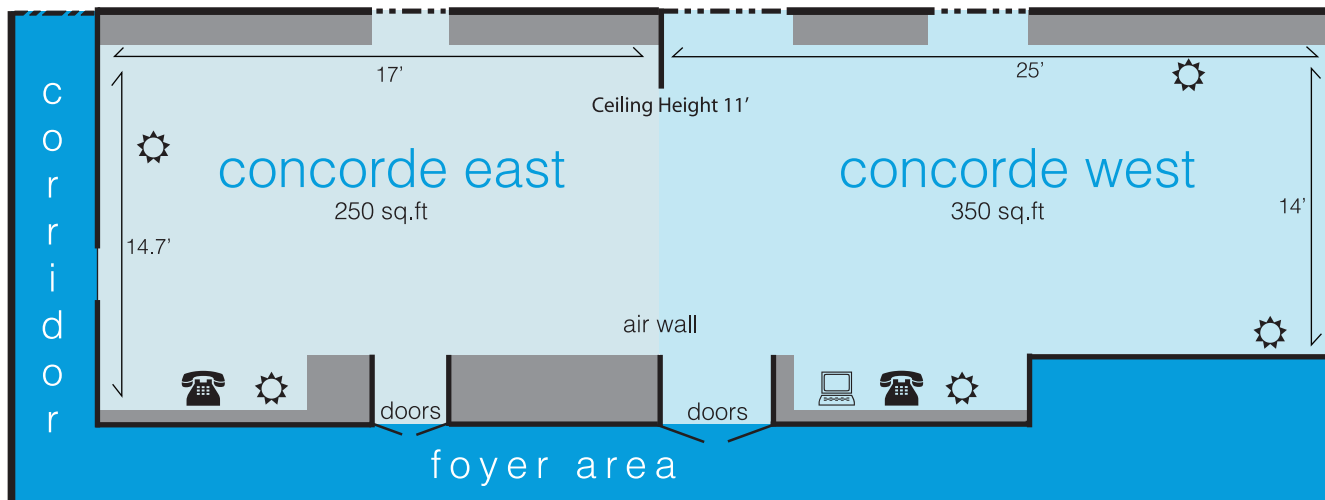 corridor
17’
25’
Ceiling Height 11’
concorde east
250 sq.ft
concorde west
350 sq.ft
14’
14.7’
air wall
doors
doors
foyer area